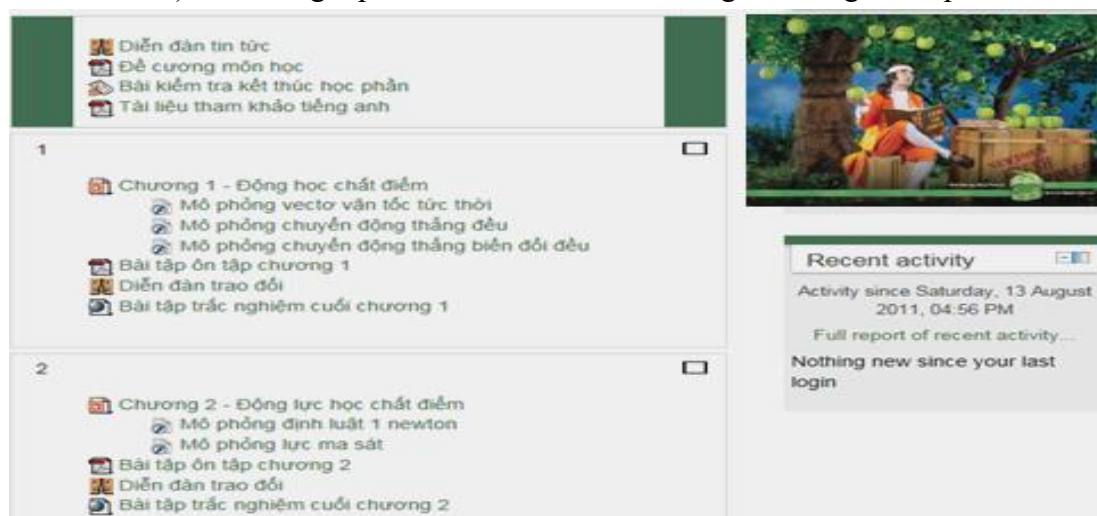 Diễn đàn tin tức
Đề cương môn học
Bài kiểm tra kết thúc học phần
Tài liệu tham khảo tiếng anh
1
Chương 1 - Động học chất điểm
Mô phỏng vectơ vận tốc tức thời
Mô phỏng chuyển động thẳng đều
Mô phỏng chuyển động thẳng biến đổi đều
Bài tập ôn tập chương 1
Diễn đàn trao đổi
Bài tập trắc nghiệm cuối chương 1
2
Chương 2 - Động lực học chất điểm
Mô phỏng định luật 1 newton
Mô phỏng lực ma sát
Bài tập ôn tập chương 2
Diễn đàn trao đổi
Bài tập trắc nghiệm cuối chương 2
Recent activity
Activity since Saturday, 13 August
2011, 04:56 PM
Full report of recent activity...
Nothing new since your last
login